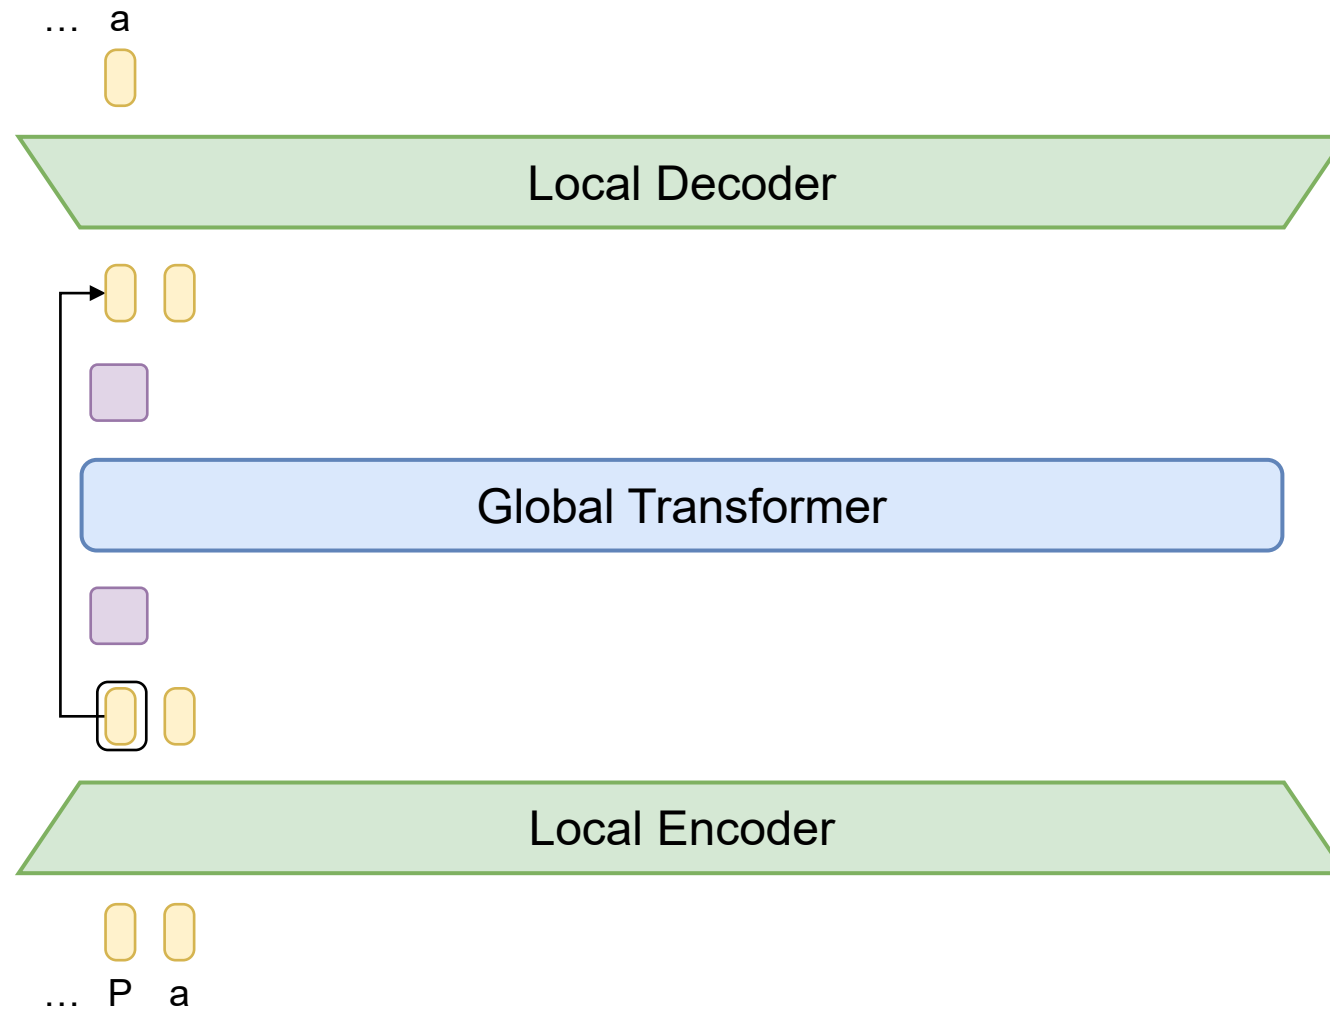 … a
Local Decoder
Global Transformer
Local Encoder
… P a